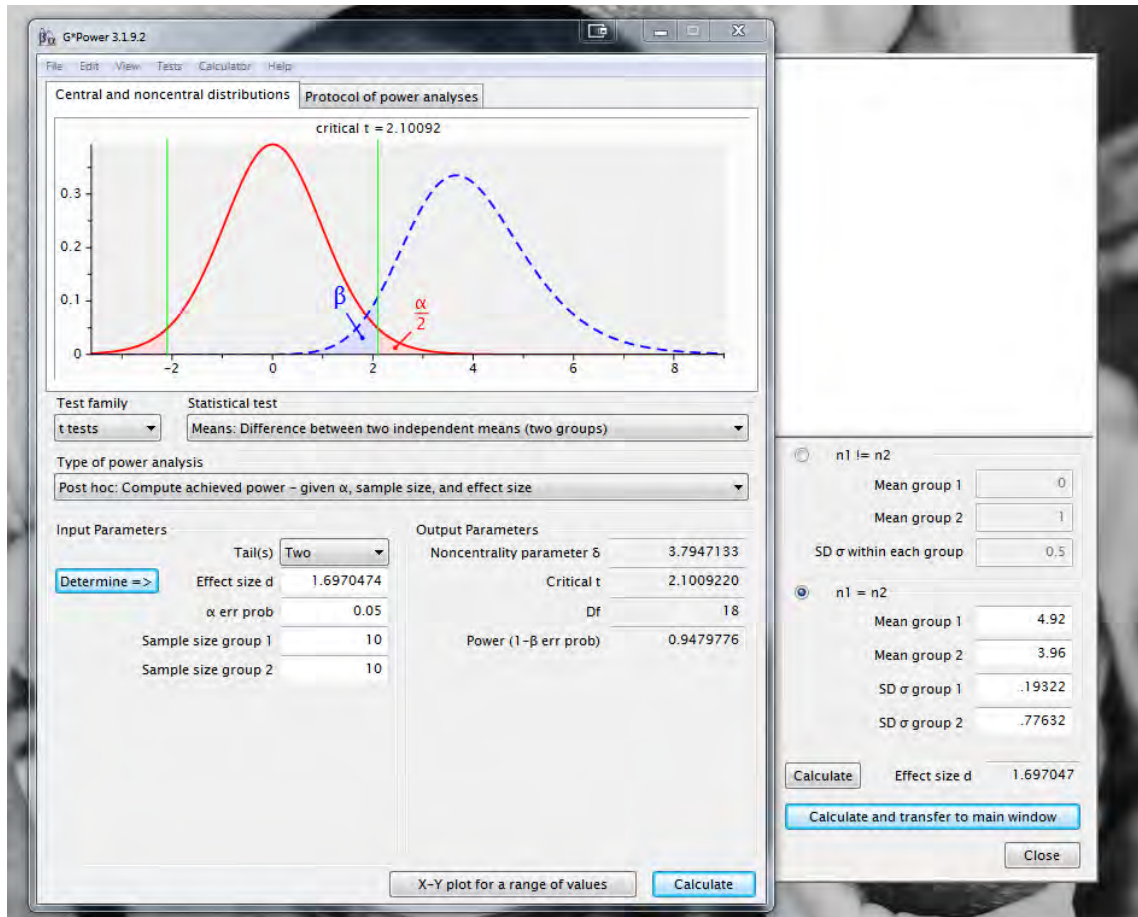 G*Power 3.1.9.2
File Edit View Tests Calculator Help
Central and noncentral distributions Protocol of power analyses
critical t = 2.10092
0.3
0.2
0.1
0
β
α
2
-2 0 2 4 6 8
Test family Statistical test
t tests Means: Difference between two independent means (two groups)
Type of power analysis
Post hoc: Compute achieved power – given α, sample size, and effect size
Input Parameters Output Parameters
Tail(s) Two Noncentrality parameter δ 3.7947133
Determine => Effect size d 1.6970474 Critical t 2.1009220
α err prob 0.05 Df 18
Sample size group 1 10 Power (1-β err prob) 0.9479776
Sample size group 2 10
X-Y plot for a range of values Calculate
n1 != n2
Mean group 1 0
Mean group 2 1
SD σ within each group 0.5
n1 = n2
Mean group 1 4.92
Mean group 2 3.96
SD σ group 1 .19322
SD σ group 2 .77632
Calculate Effect size d 1.697047
Calculate and transfer to main window
Close